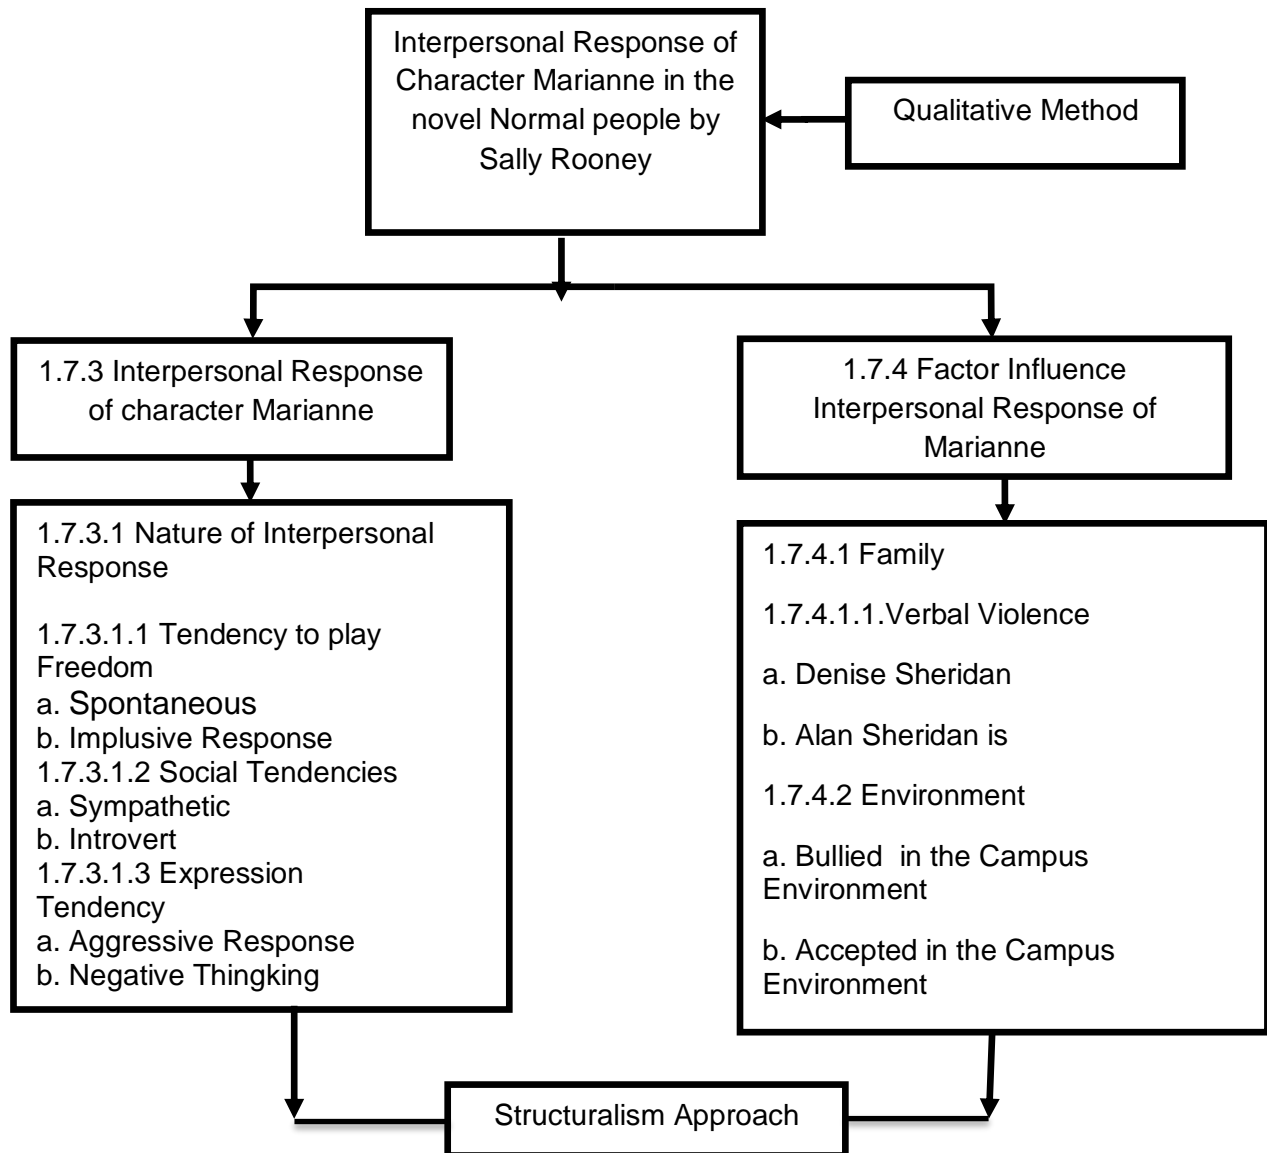 Interpersonal Response of
Character Marianne in the
novel Normal people by
Sally Rooney
Qualitative Method
1.7.3 Interpersonal Response
of character Marianne
1.7.4 Factor Influence
Interpersonal Response of
Marianne
1.7.3.1 Nature of Interpersonal
Response
1.7.3.1.1 Tendency to play
Freedom
a. Spontaneous
b. Implusive Response
1.7.3.1.2 Social Tendencies
a. Sympathetic
b. Introvert
1.7.3.1.3 Expression
Tendency
a. Aggressive Response
b. Negative Thingking
1.7.4.1 Family
1.7.4.1.1.Verbal Violence
a. Denise Sheridan
b. Alan Sheridan is
1.7.4.2 Environment
a. Bullied  in the Campus
Environment
b. Accepted in the Campus
Environment
Structuralism Approach